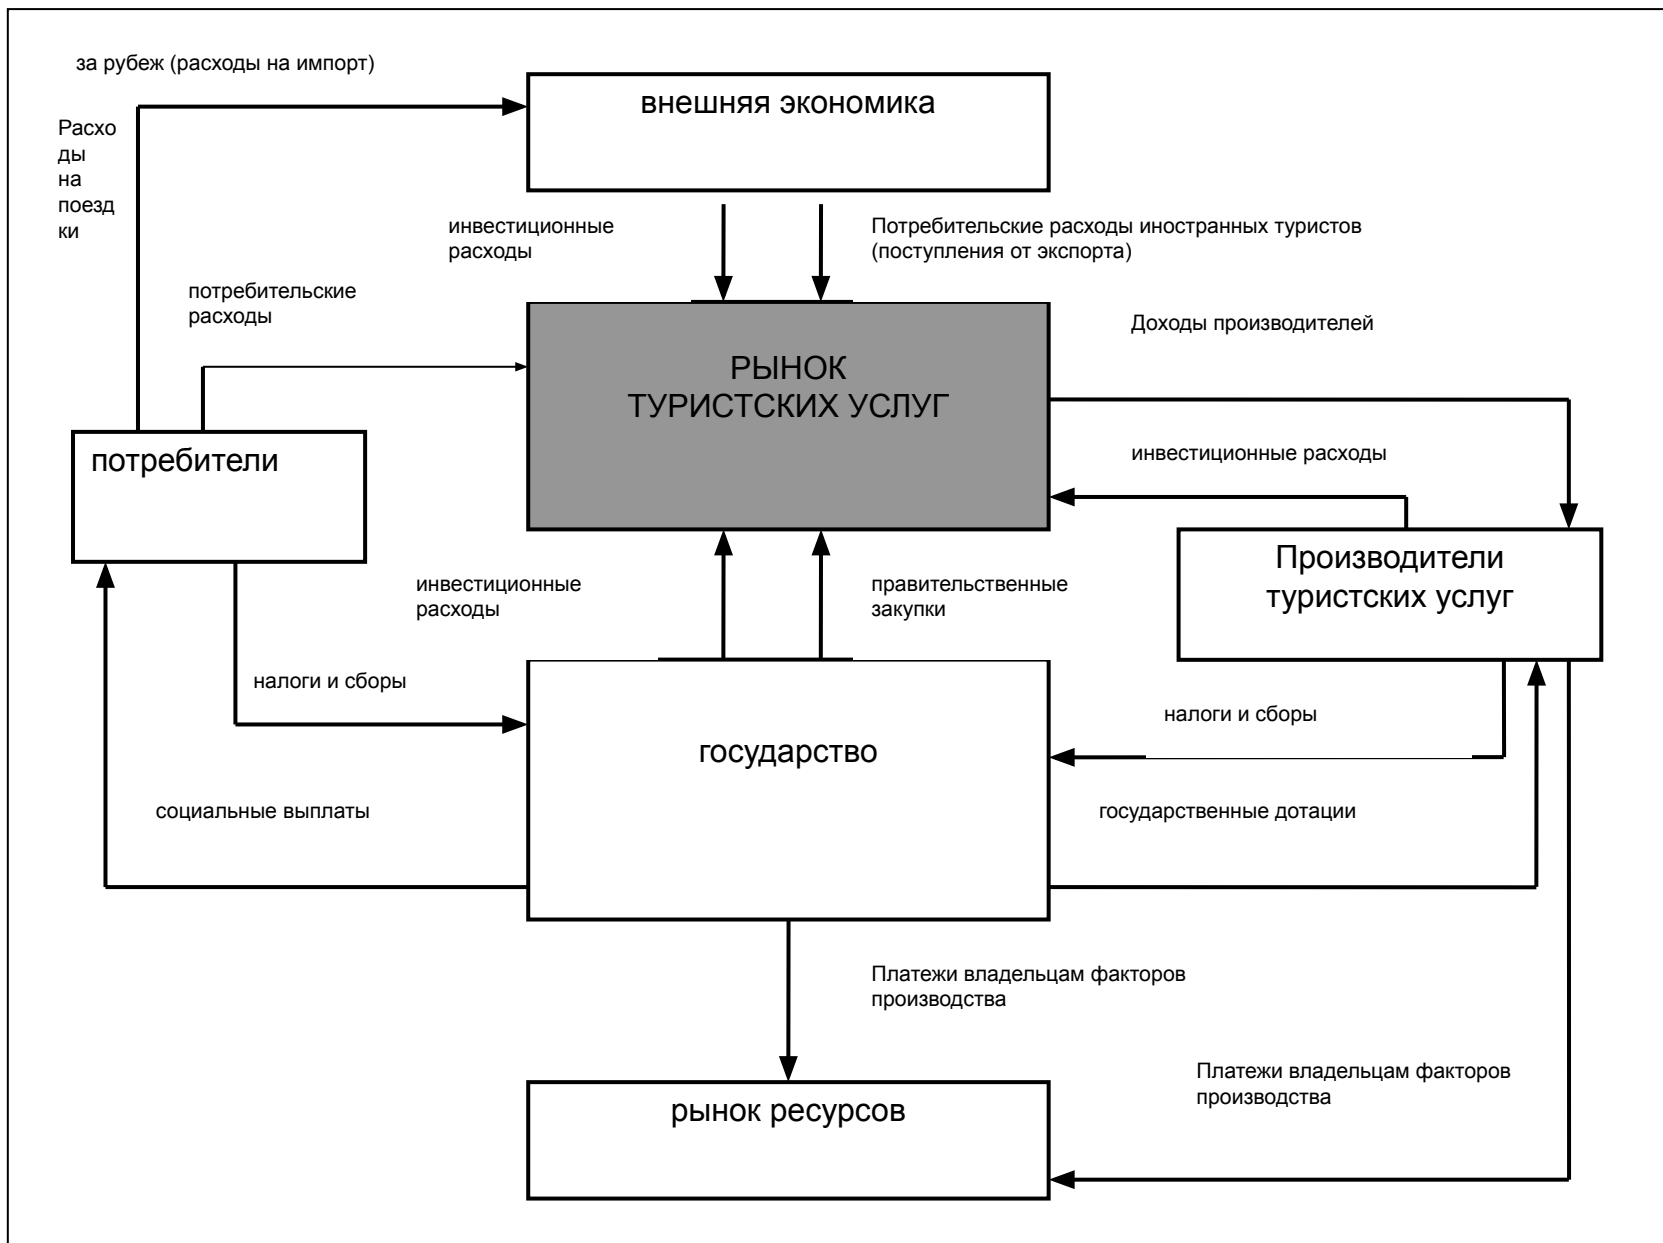 за рубеж (расходы на импорт)
внешняя экономика
Расхо
ды
на
поезд
ки
инвестиционные
расходы
Потребительские расходы иностранных туристов
(поступления от экспорта)
потребительские
расходы
Доходы производителей
РЫНОК
ТУРИСТСКИХ УСЛУГ
потребители
инвестиционные расходы
Производители
туристских услуг
инвестиционные
расходы
правительственные
закупки
налоги и сборы
налоги и сборы
государство
социальные выплаты
государственные дотации
Платежи владельцам факторов
производства
Платежи владельцам факторов
производства
рынок ресурсов